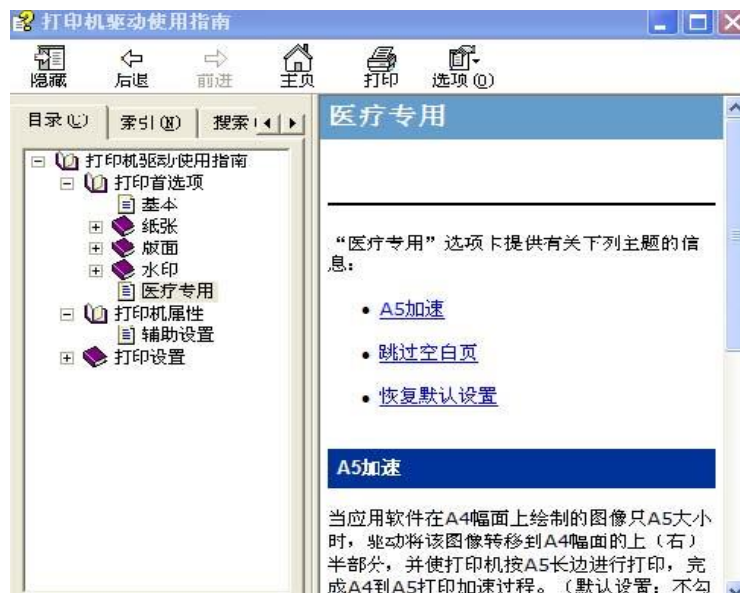 打印机驱动使用指南
隐藏 后退 前进 主页 打印 选项(O)
目录(C) 索引(N) 搜索
打印机驱动使用指南
打印首选项
基本
纸张
版面
水印
医疗专用
打印机属性
辅助设置
打印设置
医疗专用
“医疗专用”选项卡提供有关下列主题的信
息：
• A5加速
• 跳过空白页
• 恢复默认设置
A5加速
当应用软件在A4幅面上绘制的图像只A5大小
时，驱动将该图像转移到A4幅面的上（右）
半部分，并使打印机按A5长边进行打印，完
成A4到A5打印加速过程。（默认设置：不勾